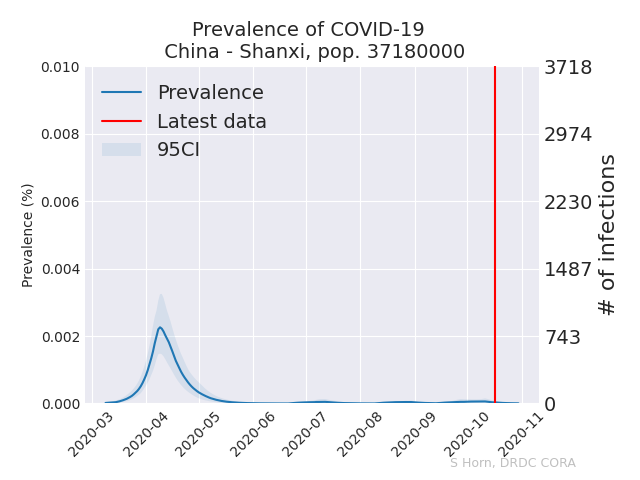 Prevalence of COVID-19
China - Shanxi, pop. 37180000
Prevalence
Latest data
95CI
Prevalence (%)
0.010
0.008
0.006
0.004
0.002
0.000
3718
2974
2230
1487
743
0
# of infections
2020-03
2020-04
2020-05
2020-06
2020-07
2020-08
2020-09
2020-10
2020-11
S Horn, DRDC CORA